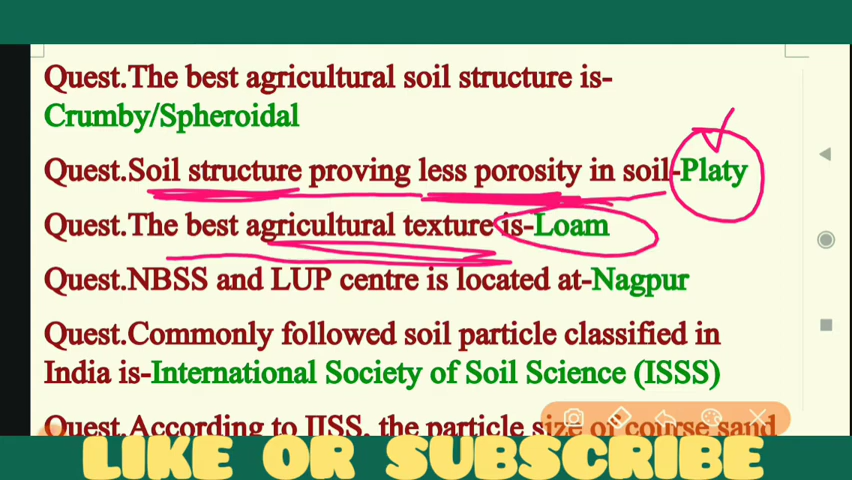 Quest.The best agricultural soil structure is-
Crumby/Spheroidal
Quest.Soil structure proving less porosity in soil-Platy
Quest.The best agricultural texture is-Loam
Quest.NBSS and LUP centre is located at-Nagpur
Quest.Commonly followed soil particle classified in
India is-International Society of Soil Science (ISSS)
Quest.According to IISS, the particle size of course sand
LIKE OR SUBSCRIBE